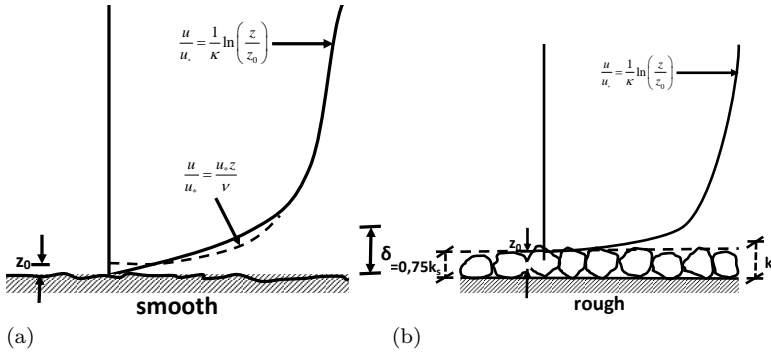 u/u* = 1/κ ln(z/z₀)
u/u* = u*z/ν
z₀
δ
smooth
(a)
u/u* = 1/κ ln(z/z₀)
z₀
=0,75kₛ
k
rough
(b)